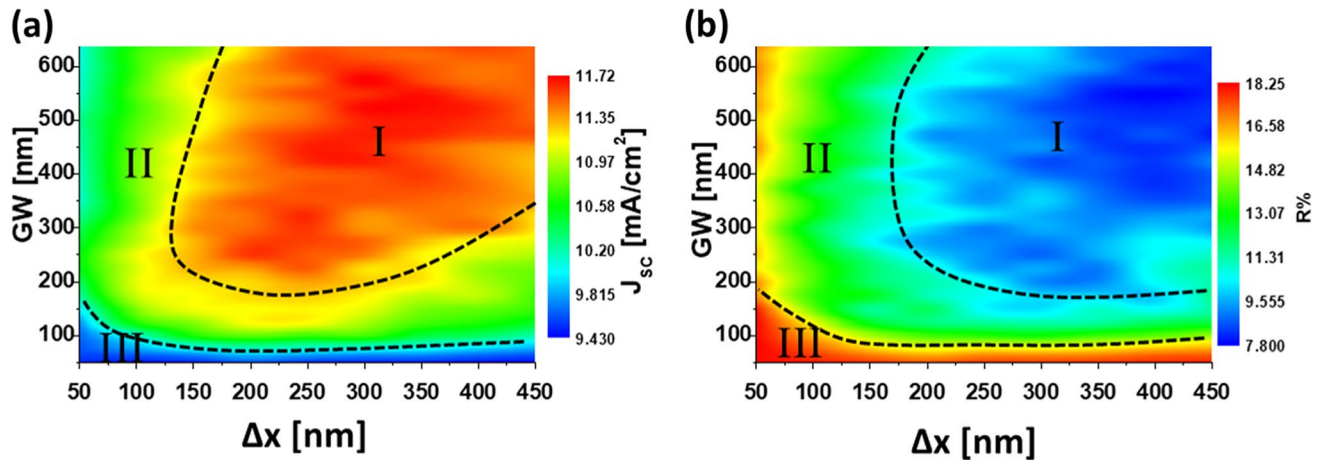 (a)
600
500
400
300
200
100
GW [nm]
I
II
III
50 100 150 200 250 300 350 400 450
Δx [nm]
11.72
11.35
10.97
10.58
10.20
9.815
9.430
Jsc [mA/cm²]
(b)
600
500
400
300
200
100
GW [nm]
I
II
III
50 100 150 200 250 300 350 400 450
Δx [nm]
18.25
16.58
14.82
13.07
11.31
9.555
7.800
R%